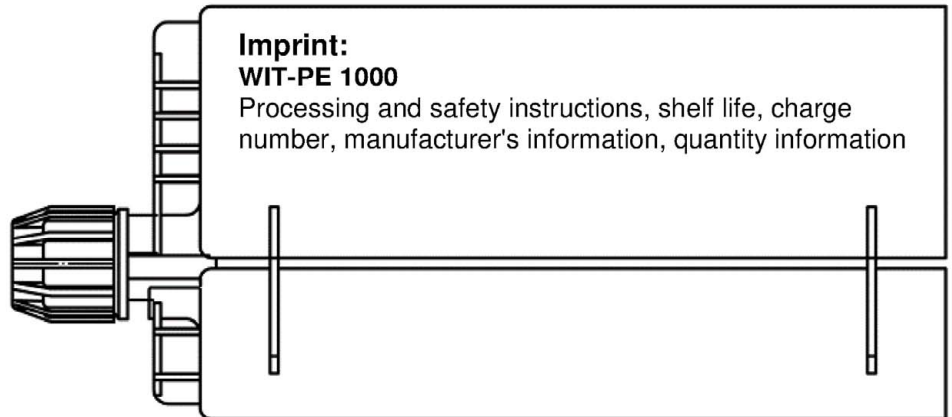 Imprint:
WIT-PE 1000
Processing and safety instructions, shelf life, charge
number, manufacturer's information, quantity information